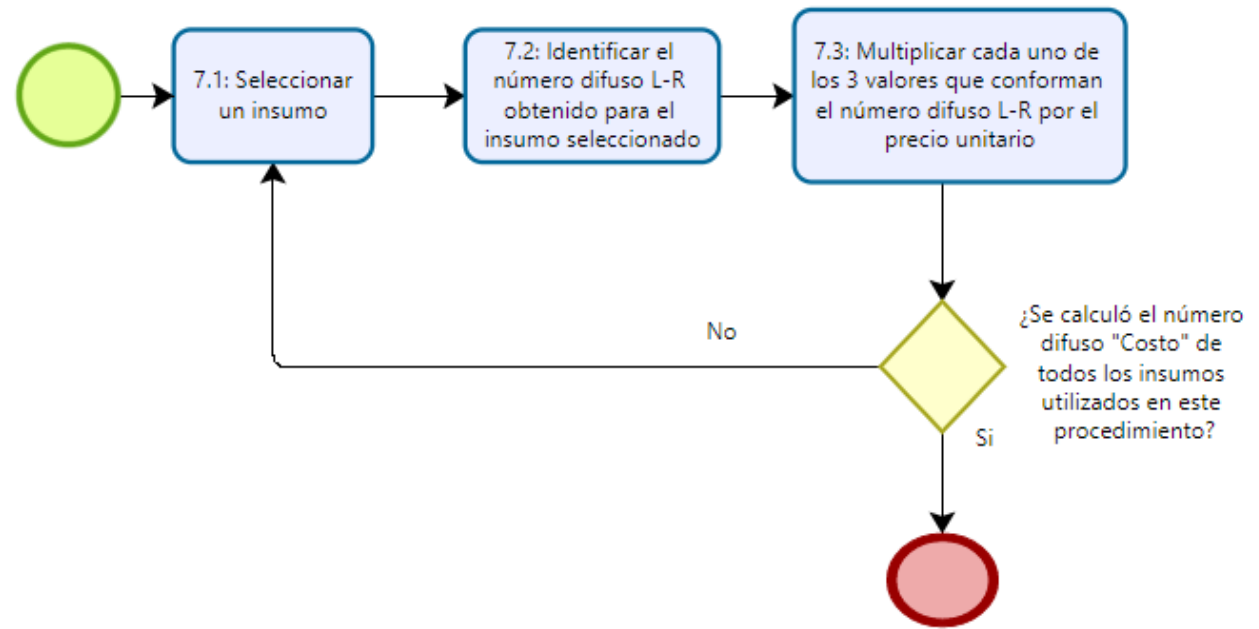 7.1: Seleccionar
un insumo
7.2: Identificar el
número difuso L-R
obtenido para el
insumo seleccionado
7.3: Multiplicar cada uno de
los 3 valores que conforman
el número difuso L-R por el
precio unitario
¿Se calculó el número
difuso "Costo" de
todos los insumos
utilizados en este
procedimiento?
No
Si